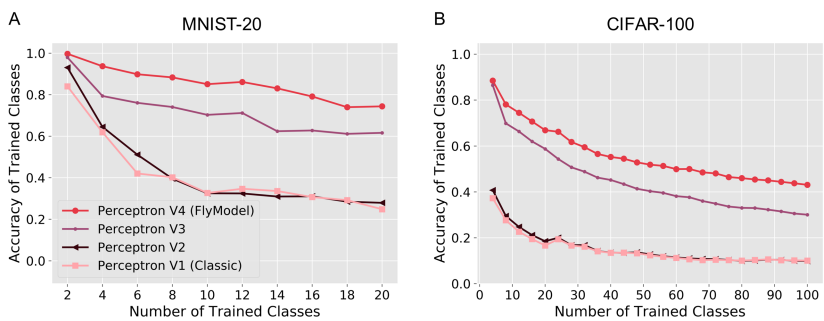 A
MNIST-20
Accuracy of Trained Classes
1.0
0.8
0.6
0.4
0.2
0.0
Perceptron V4 (FlyModel)
Perceptron V3
Perceptron V2
Perceptron V1 (Classic)
2 4 6 8 10 12 14 16 18 20
Number of Trained Classes
B
CIFAR-100
Accuracy of Trained Classes
1.0
0.8
0.6
0.4
0.2
0.0
0 10 20 30 40 50 60 70 80 90 100
Number of Trained Classes